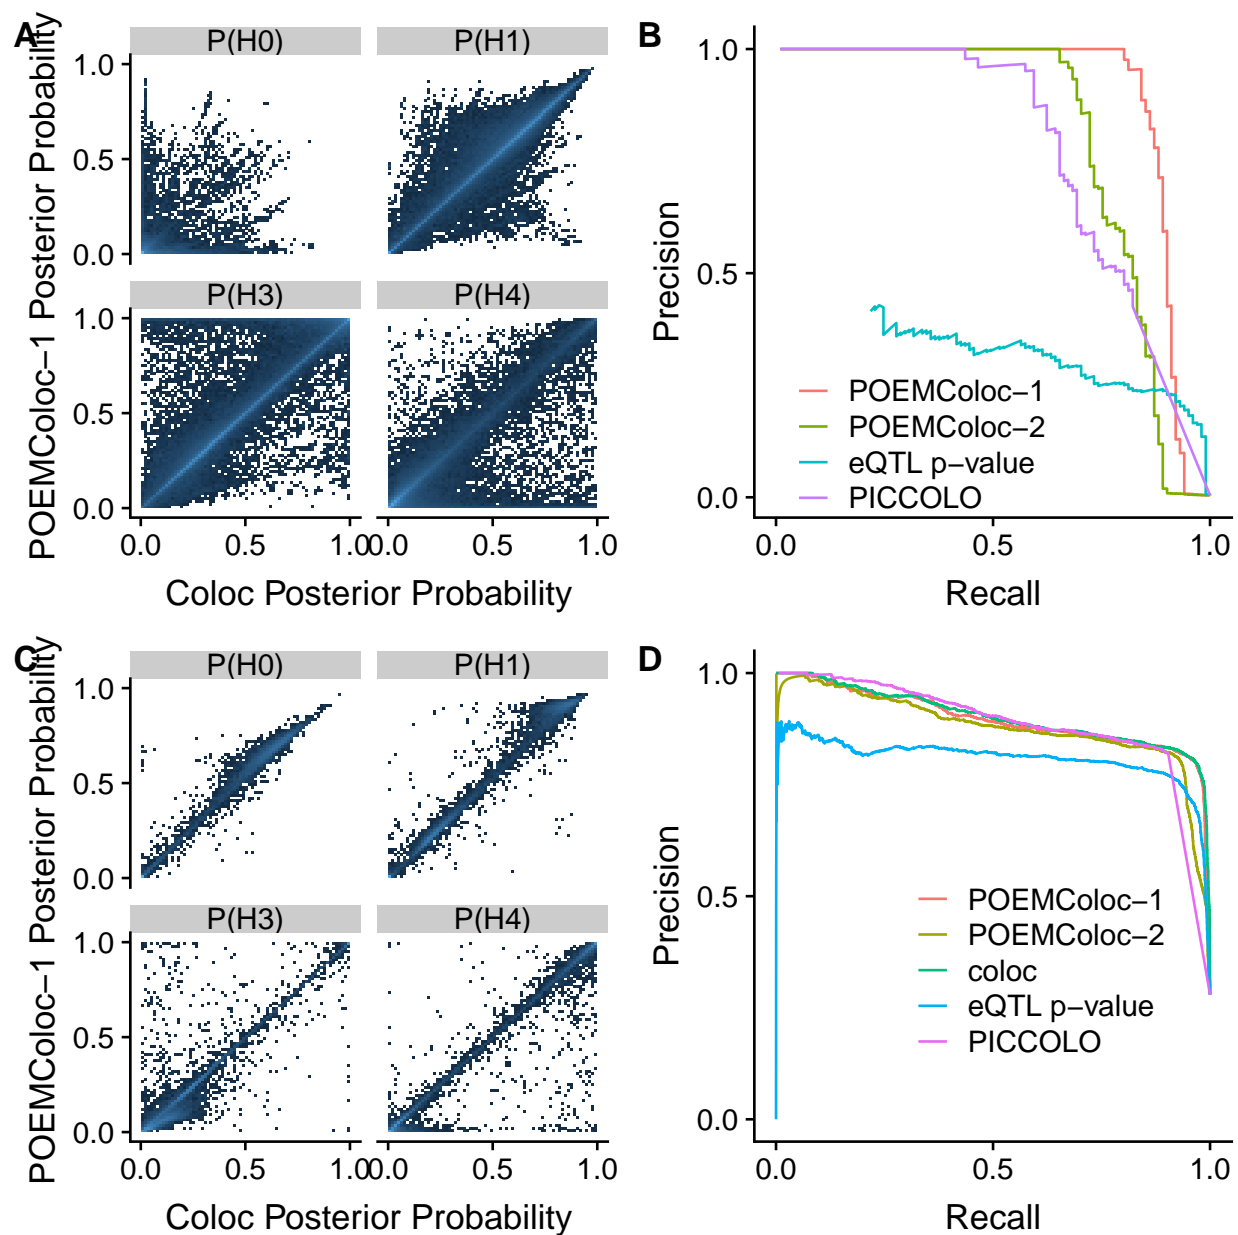 A
P(H0)
P(H1)
1.0
0.5
0.0
P(H3)
P(H4)
1.0
0.5
0.0
0.0
0.5
1.0
0.0
0.5
1.0
POEMColoc−1 Posterior Probability
Coloc Posterior Probability
B
1.0
0.5
0.0
Precision
POEMColoc−1
POEMColoc−2
eQTL p−value
PICCOLO
0.0
0.5
1.0
Recall
C
P(H0)
P(H1)
1.0
0.5
0.0
P(H3)
P(H4)
1.0
0.5
0.0
0.0
0.5
1.0
0.0
0.5
1.0
POEMColoc−1 Posterior Probability
Coloc Posterior Probability
D
1.0
0.5
0.0
Precision
POEMColoc−1
POEMColoc−2
coloc
eQTL p−value
PICCOLO
0.0
0.5
1.0
Recall